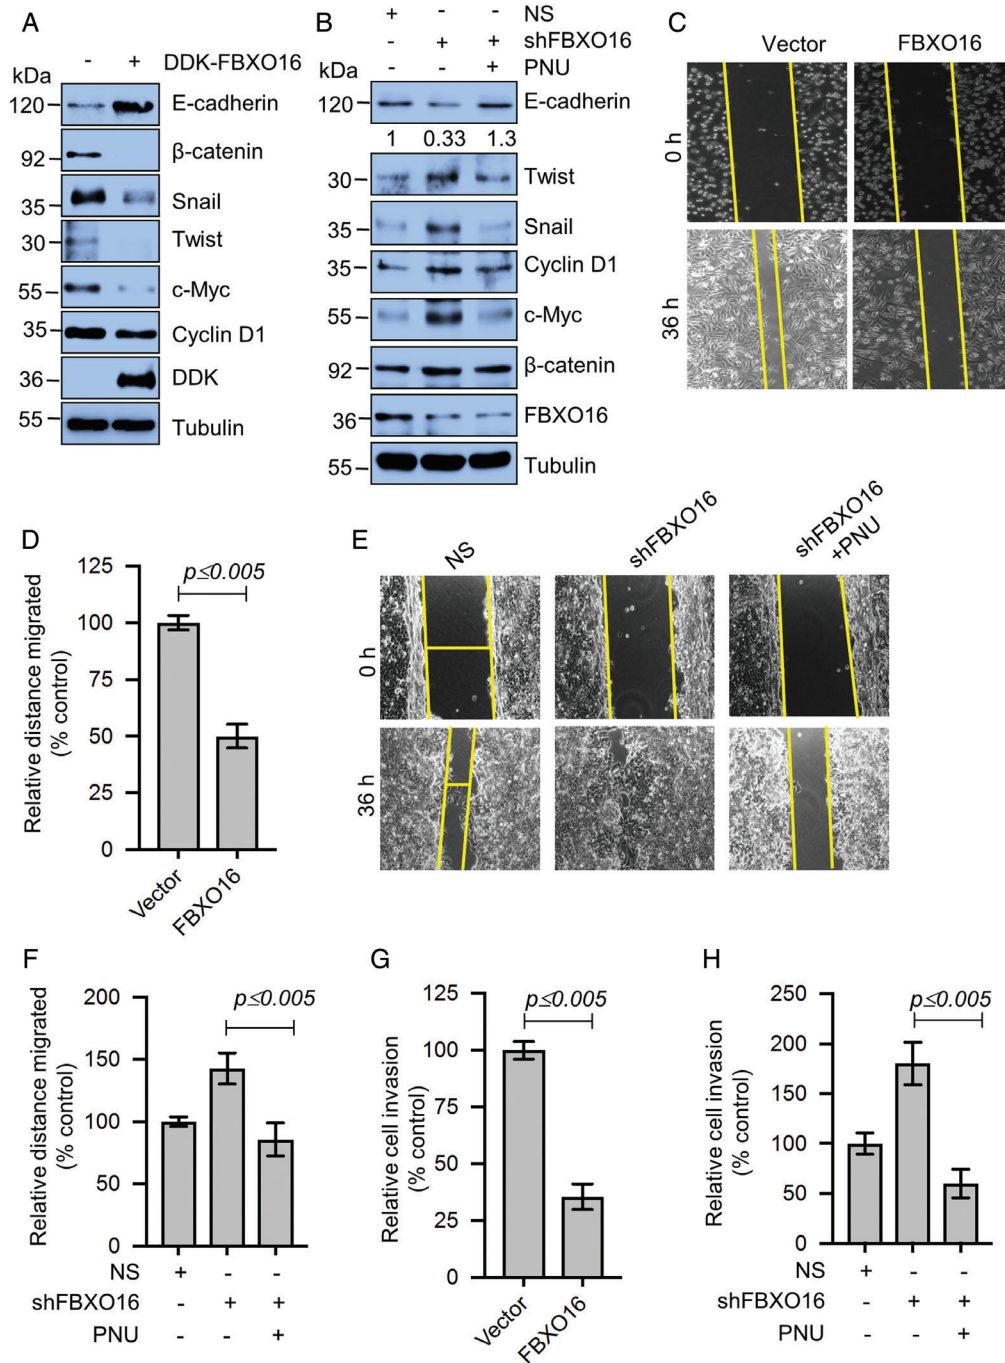 A
- + DDK-FBXO16
kDa
120 E-cadherin
92 β-catenin
35 Snail
30 Twist
55 c-Myc
35 Cyclin D1
36 DDK
55 Tubulin
B
+ - - NS
- + + shFBXO16
- - + PNU
kDa
120 E-cadherin
1 0.33 1.3
30 Twist
35 Snail
35 Cyclin D1
55 c-Myc
92 β-catenin
36 FBXO16
55 Tubulin
C
Vector FBXO16
0 h
36 h
D
Relative distance migrated
(% control)
125
100
75
50
25
0
p≤0.005
Vector
FBXO16
E
NS
shFBXO16
shFBXO16
+PNU
0 h
36 h
F
Relative distance migrated
(% control)
200
150
100
50
0
p≤0.005
NS + - -
shFBXO16 - + +
PNU - - +
G
Relative cell invasion
(% control)
125
100
75
50
25
0
p≤0.005
Vector
FBXO16
H
Relative cell invasion
(% control)
250
200
150
100
50
0
p≤0.005
NS + - -
shFBXO16 - + +
PNU - - +